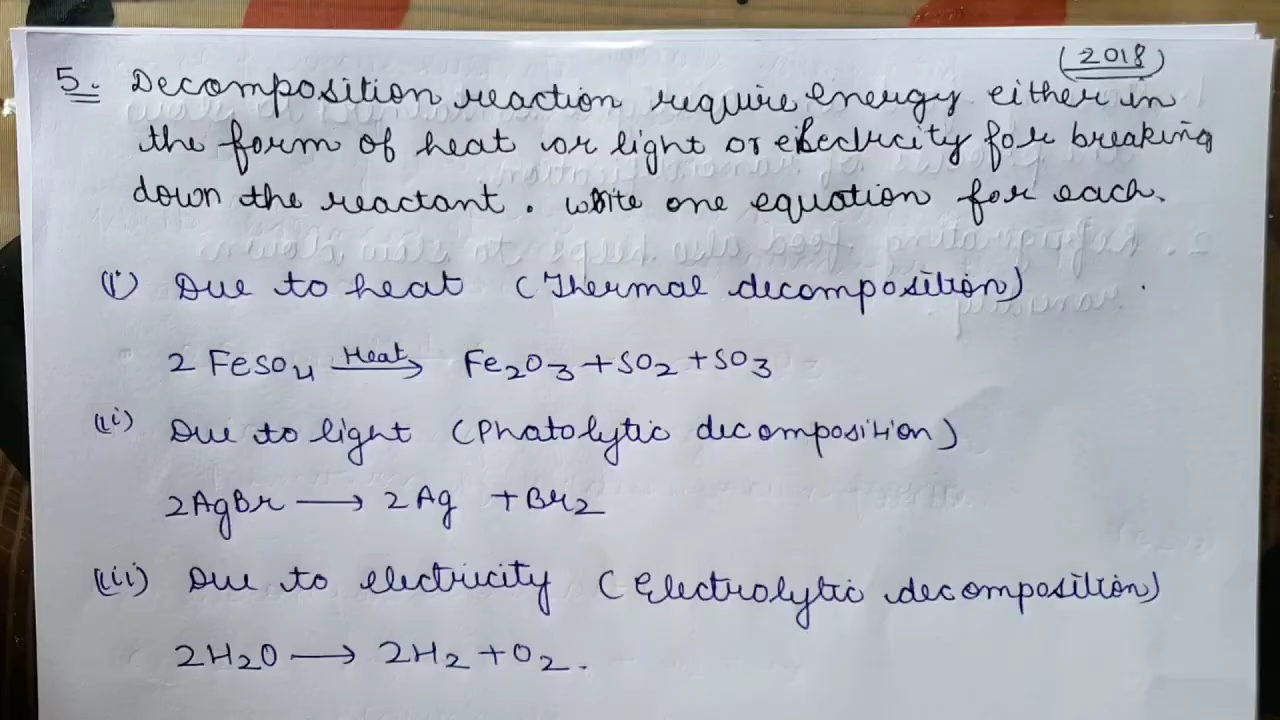 (2018)
5. Decomposition reaction require energy either in
the form of heat or light or electricity for breaking
down the reactant. Write one equation for each.
(i) Due to heat (Thermal decomposition)
2 FeSO4 —Heat→ Fe2O3 + SO2 + SO3
(ii) Due to light (Photolytic decomposition)
2AgBr ⟶ 2Ag + Br2
(iii) Due to electricity (Electrolytic decomposition)
2H2O ⟶ 2H2 + O2.